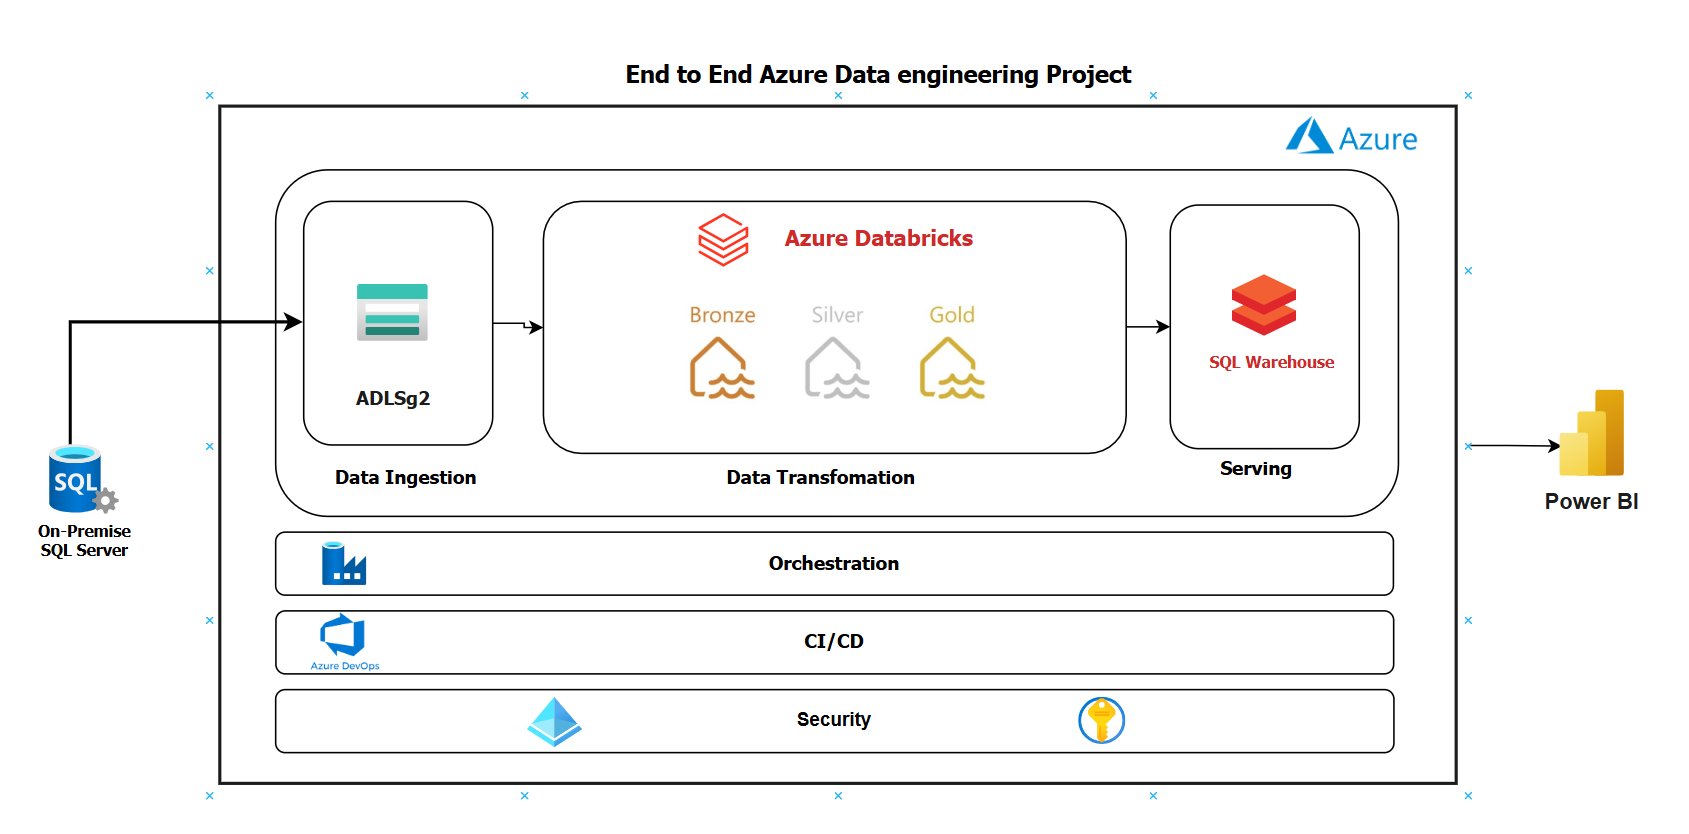 End to End Azure Data engineering Project
Azure
Azure Databricks
Bronze
Silver
Gold
ADLSg2
SQL Warehouse
Data Ingestion
Data Transfomation
Serving
SQL
On-Premise
SQL Server
Power BI
Orchestration
Azure DevOps
CI/CD
Security